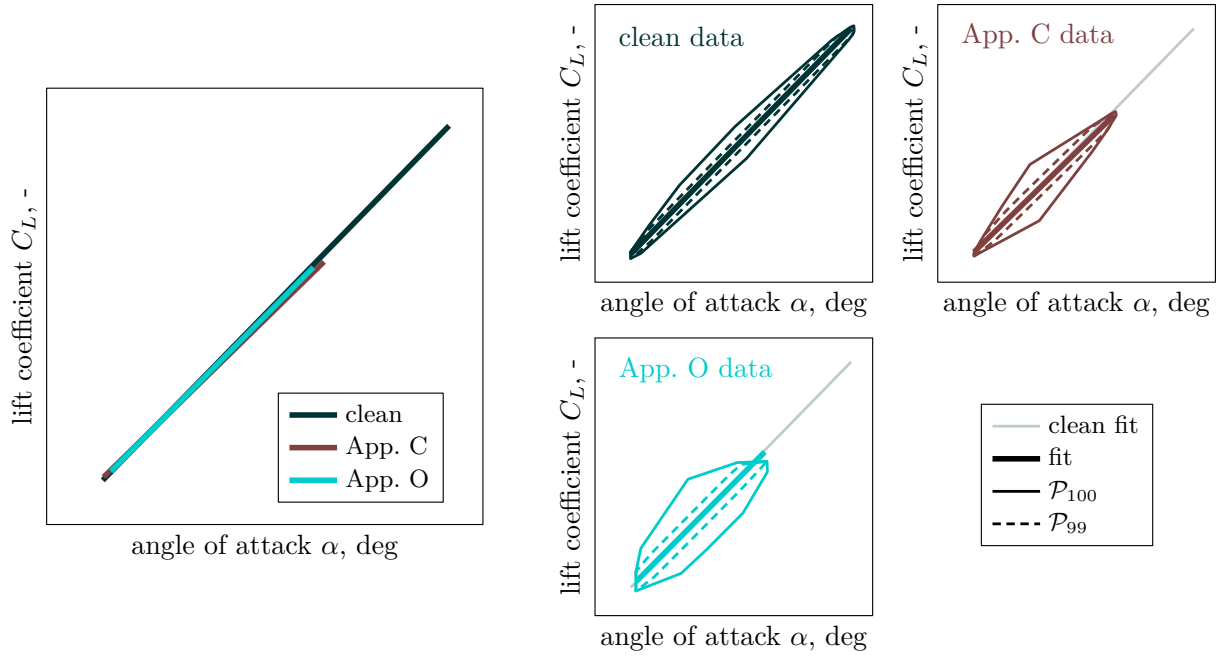 lift coefficient C_L, -
angle of attack α, deg
clean
App. C
App. O
clean data
lift coefficient C_L, -
angle of attack α, deg
App. C data
lift coefficient C_L, -
angle of attack α, deg
App. O data
lift coefficient C_L, -
angle of attack α, deg
clean fit
fit
𝒫_100
𝒫_99